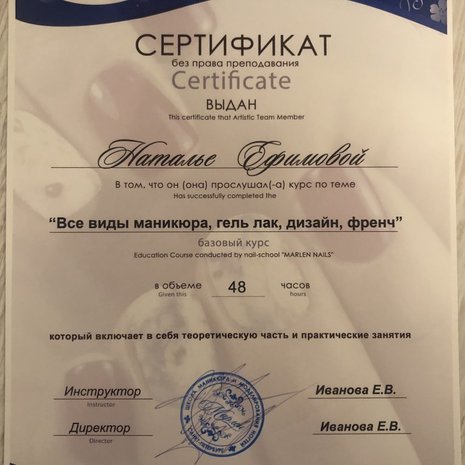 СЕРТИФИКАТ
без права преподавания
Certificate
ВЫДАН
This certificate that Artistic Team Member
Наталье Ефимовой
В том, что он (она) прослушал(-а) курс по теме
Has successfully completed the
“Все виды маникюра, гель лак, дизайн, френч”
базовый курс
Education Course conducted by nail-school "MARLEN NAILS"
в объеме 48 часов
Given this hours
который включает в себя теоретическую часть и практические занятия
Инструктор Иванова Е.В.
Instructor
Директор Иванова Е.В.
Director